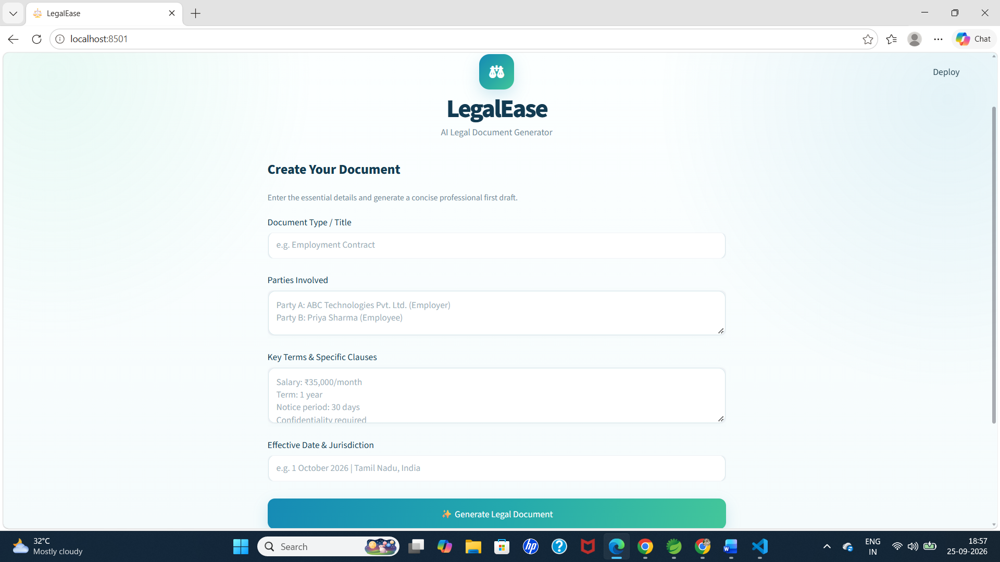 LegalEase
localhost:8501
Chat
Deploy
LegalEase
AI Legal Document Generator
Create Your Document
Enter the essential details and generate a concise professional first draft.
Document Type / Title
e.g. Employment Contract
Parties Involved
Party A: ABC Technologies Pvt. Ltd. (Employer)
Party B: Priya Sharma (Employee)
Key Terms & Specific Clauses
Salary: ₹35,000/month
Term: 1 year
Notice period: 30 days
Confidentiality required
Effective Date & Jurisdiction
e.g. 1 October 2026 | Tamil Nadu, India
✨ Generate Legal Document
32°C
Mostly cloudy
Search
hp
W
ENG
IN
18:57
25-09-2026